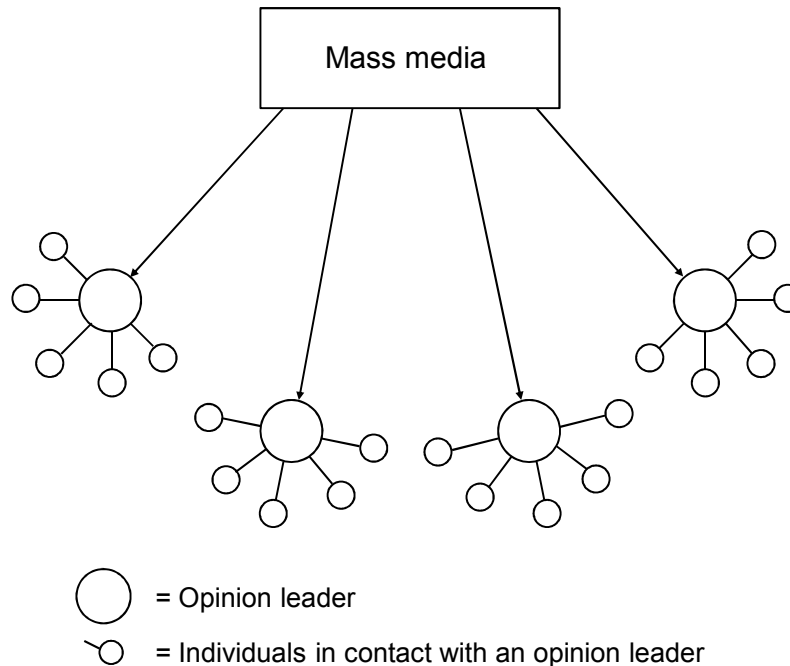 Mass media
= Opinion leader
= Individuals in contact with an opinion leader